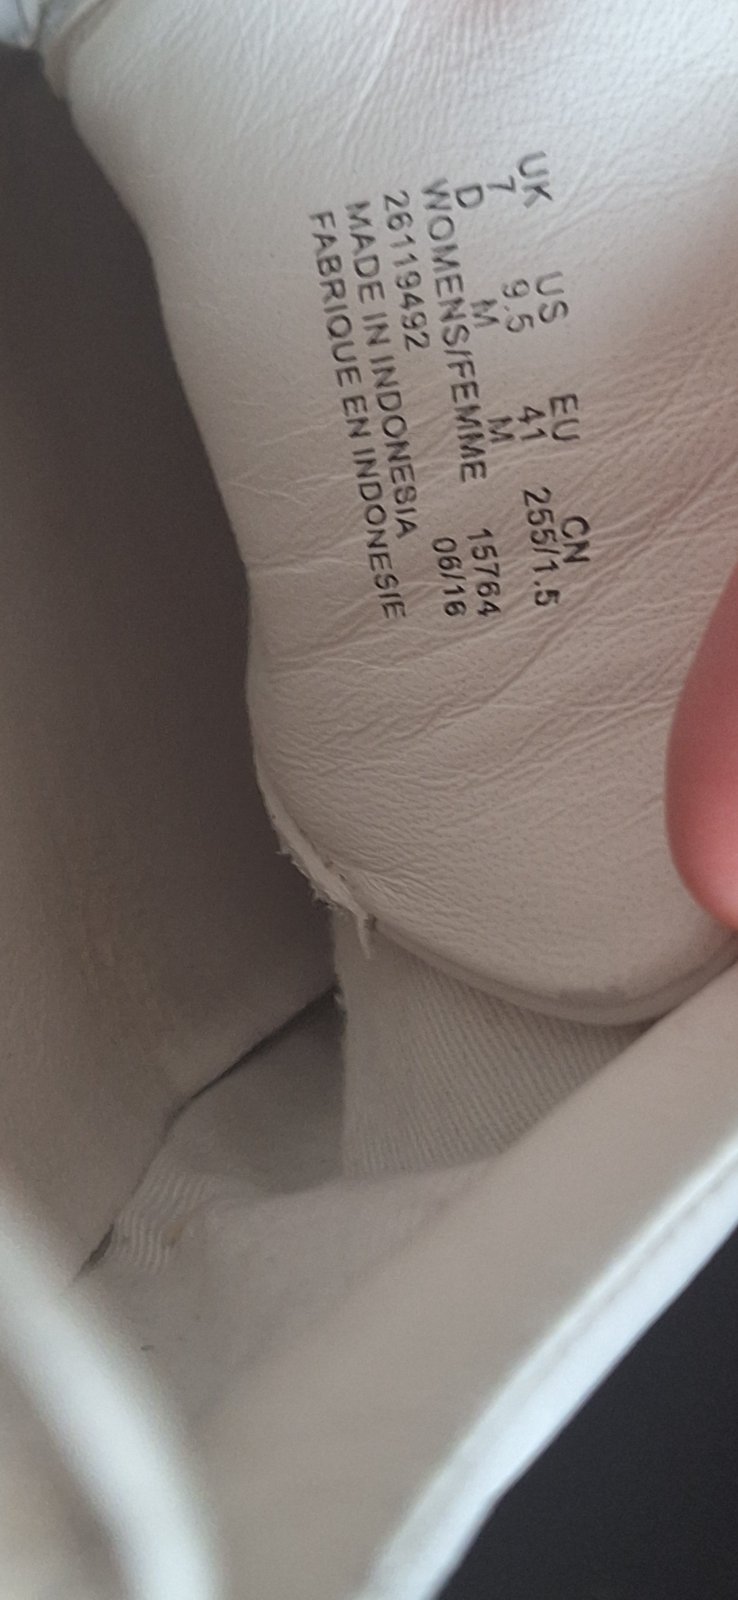 UK US EU CN
7 9.5 41 255/1.5
D M M
WOMENS/FEMME 15764
26119492 06/16
MADE IN INDONESIA
FABRIQUE EN INDONESIE